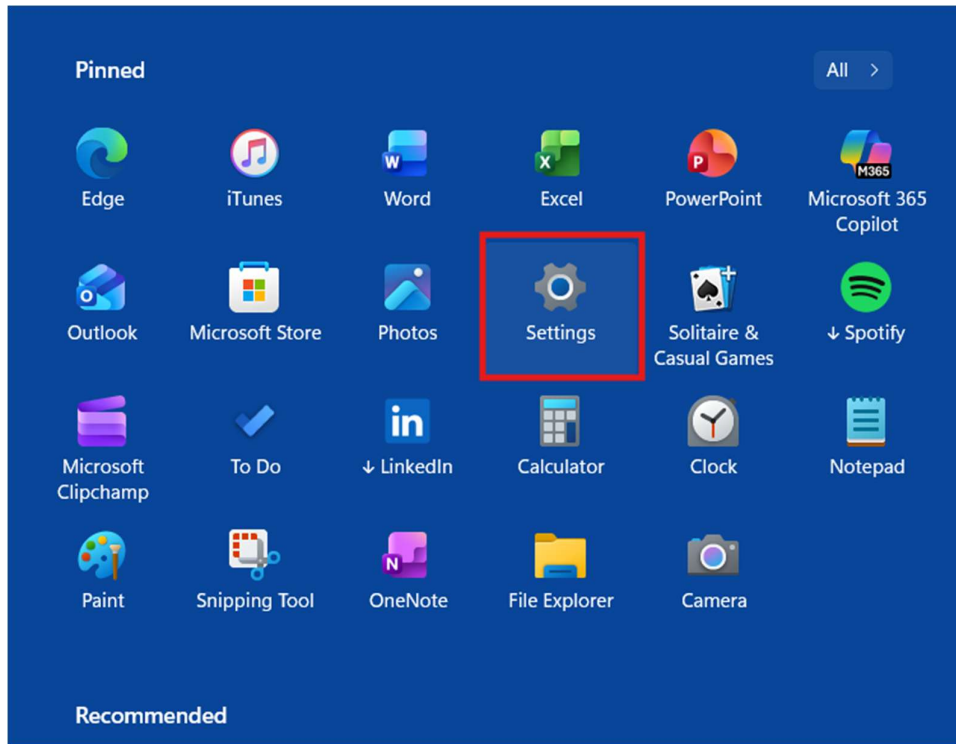 Pinned
All
Edge
iTunes
W
Word
X
Excel
P
PowerPoint
M365
Microsoft 365
Copilot
O
Outlook
Microsoft Store
Photos
Settings
Solitaire &
Casual Games
↓ Spotify
Microsoft
Clipchamp
To Do
in
↓ LinkedIn
Calculator
Clock
Notepad
Paint
Snipping Tool
N
OneNote
File Explorer
Camera
Recommended